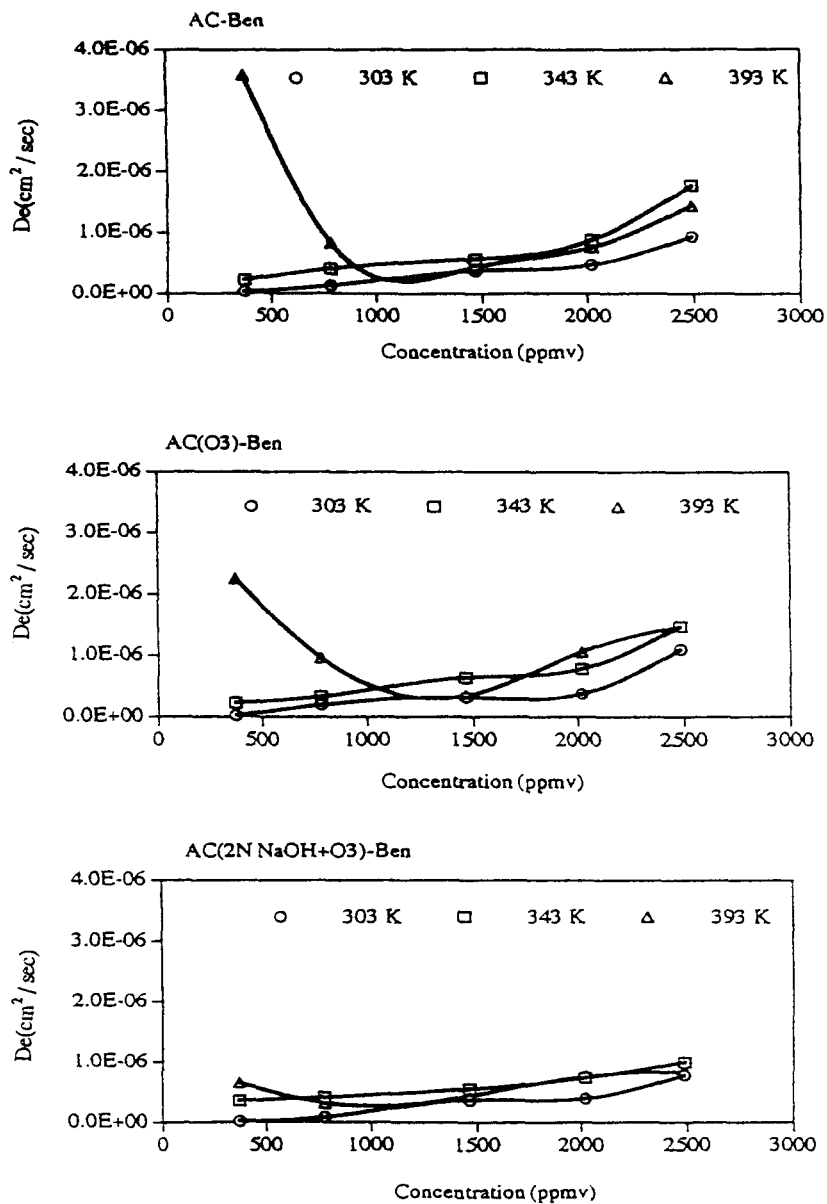 AC-Ben
4.0E-06
303 K 343 K 393 K
3.0E-06
2.0E-06
1.0E-06
0.0E+00
De(cm²/sec)
0 500 1000 1500 2000 2500 3000
Concentration (ppmv)
AC(O3)-Ben
4.0E-06
303 K 343 K 393 K
3.0E-06
2.0E-06
1.0E-06
0.0E+00
De(cm²/sec)
0 500 1000 1500 2000 2500 3000
Concentration (ppmv)
AC(2N NaOH+O3)-Ben
4.0E-06
303 K 343 K 393 K
3.0E-06
2.0E-06
1.0E-06
0.0E+00
De(cm²/sec)
0 500 1000 1500 2000 2500 3000
Concentration (ppmv)